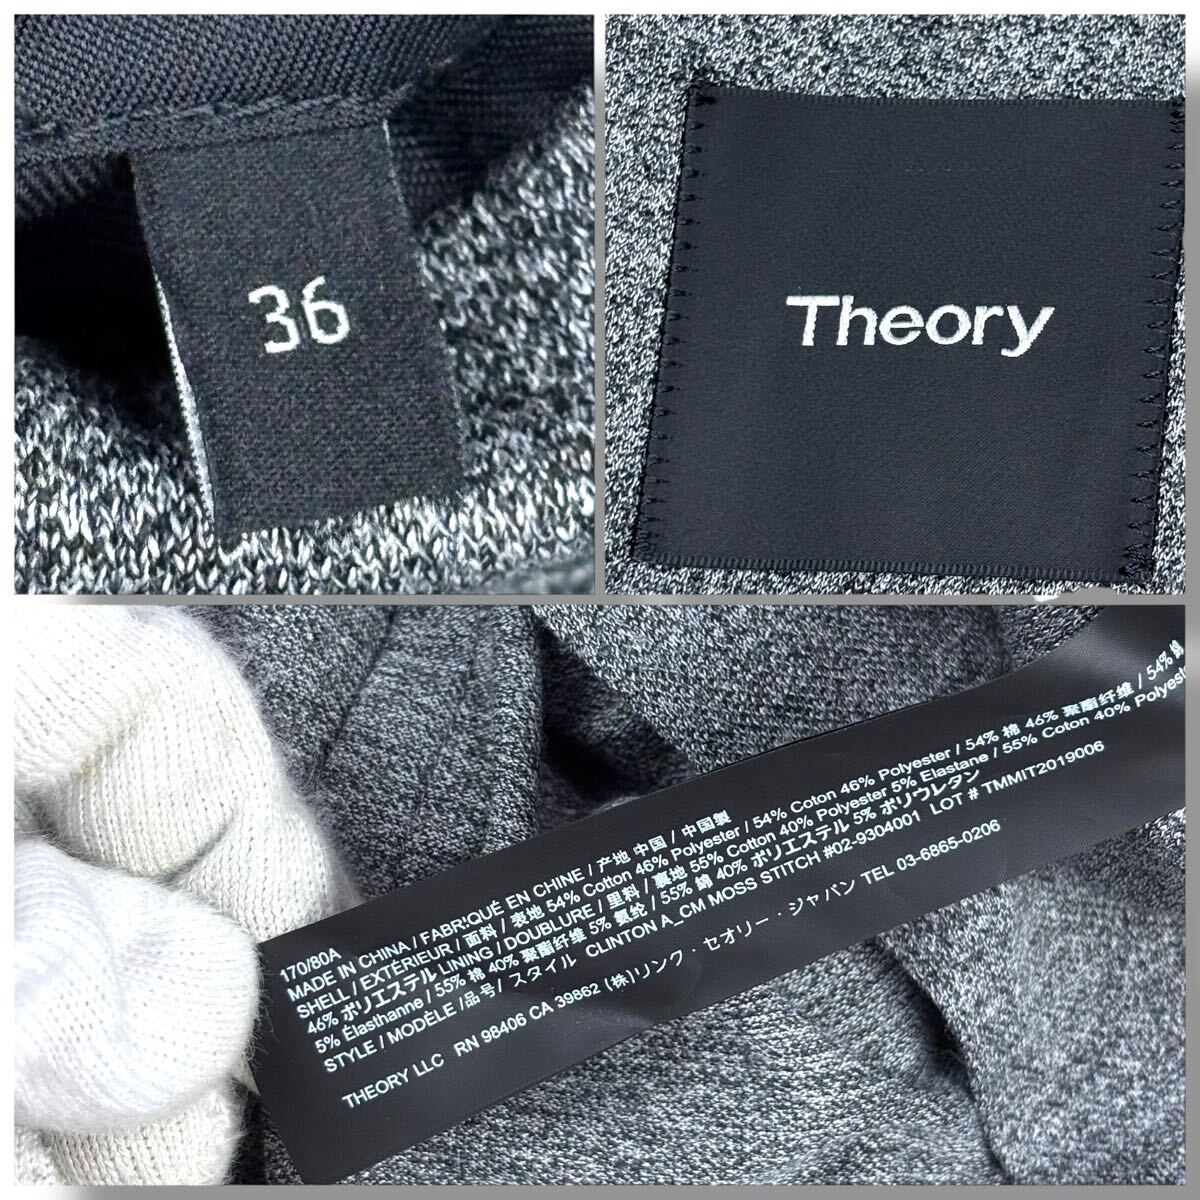 36
Theory
170/80A
MADE IN CHINA / FABRIQUÉ EN CHINE / 产地 中国 / 中国製
SHELL / EXTÉRIEUR / 面料 / 表地 54% Cotton 46% Polyester / 54% Coton 46% Polyester / 54% 棉 46% 聚酯纤维 / 54% 綿
46% ポリエステル LINING / DOUBLURE / 里料 / 裏地 55% Cotton 40% Polyester 5% Elastane / 55% Coton 40% Polyest
5% Élasthanne / 55% 棉 40% 聚酯纤维 5% 氨纶 / 55% 綿 40% ポリエステル 5% ポリウレタン
STYLE / MODÈLE / 品号 / スタイル CLINTON A_CM MOSS STITCH #02-9304001 LOT # TMMIT2019006
THEORY LLC RN 98406 CA 39862 (株)リンク・セオリー・ジャパン TEL 03-6865-0206